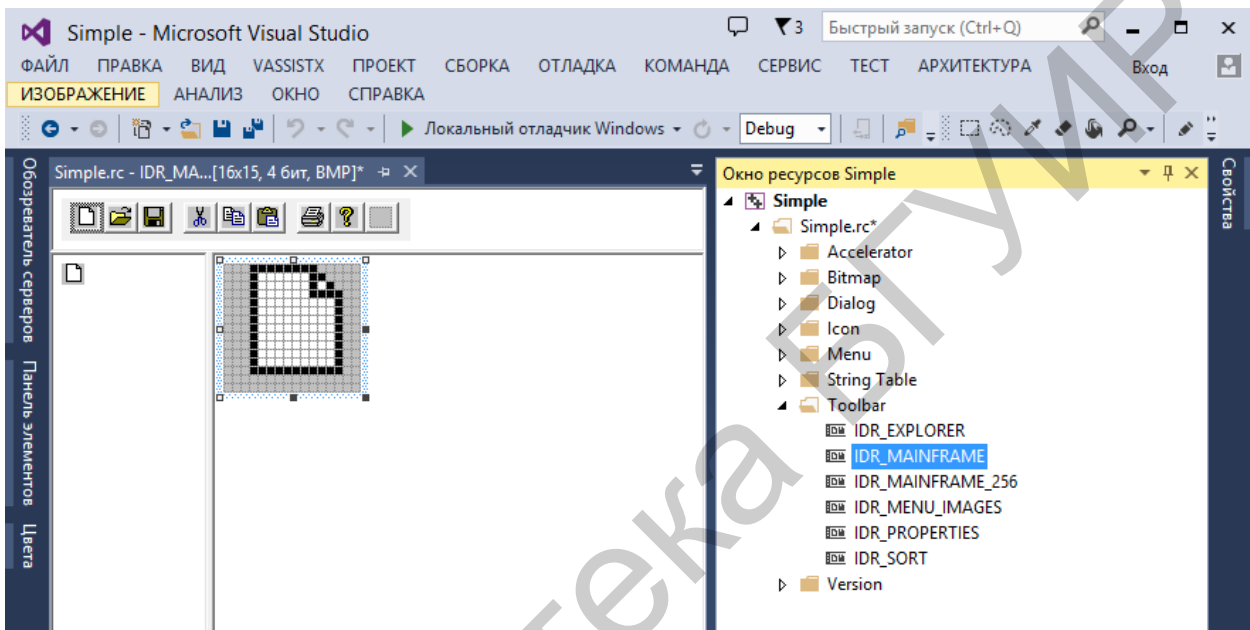 Simple - Microsoft Visual Studio
3
Быстрый запуск (Ctrl+Q)
ФАЙЛ ПРАВКА ВИД VASSISTX ПРОЕКТ СБОРКА ОТЛАДКА КОМАНДА СЕРВИС ТЕСТ АРХИТЕКТУРА Вход
ИЗОБРАЖЕНИЕ АНАЛИЗ ОКНО СПРАВКА
Локальный отладчик Windows Debug
Обозреватель серверов
Панель элементов
Цвета
Simple.rc - IDR_MA...[16x15, 4 бит, BMP]*
Окно ресурсов Simple
Simple
Simple.rc*
Accelerator
Bitmap
Dialog
Icon
Menu
String Table
Toolbar
IDR_EXPLORER
IDR_MAINFRAME
IDR_MAINFRAME_256
IDR_MENU_IMAGES
IDR_PROPERTIES
IDR_SORT
Version
Свойства
тека БГУИР